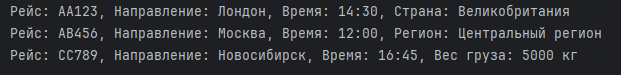 Рейс: AA123, Направление: Лондон, Время: 14:30, Страна: Великобритания
Рейс: AB456, Направление: Москва, Время: 12:00, Регион: Центральный регион
Рейс: CC789, Направление: Новосибирск, Время: 16:45, Вес груза: 5000 кг